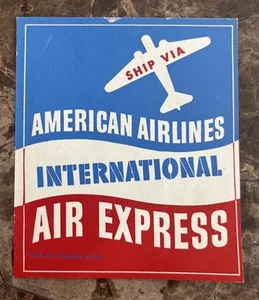 SHIP VIA
AMERICAN AIRLINES
INTERNATIONAL
AIR EXPRESS